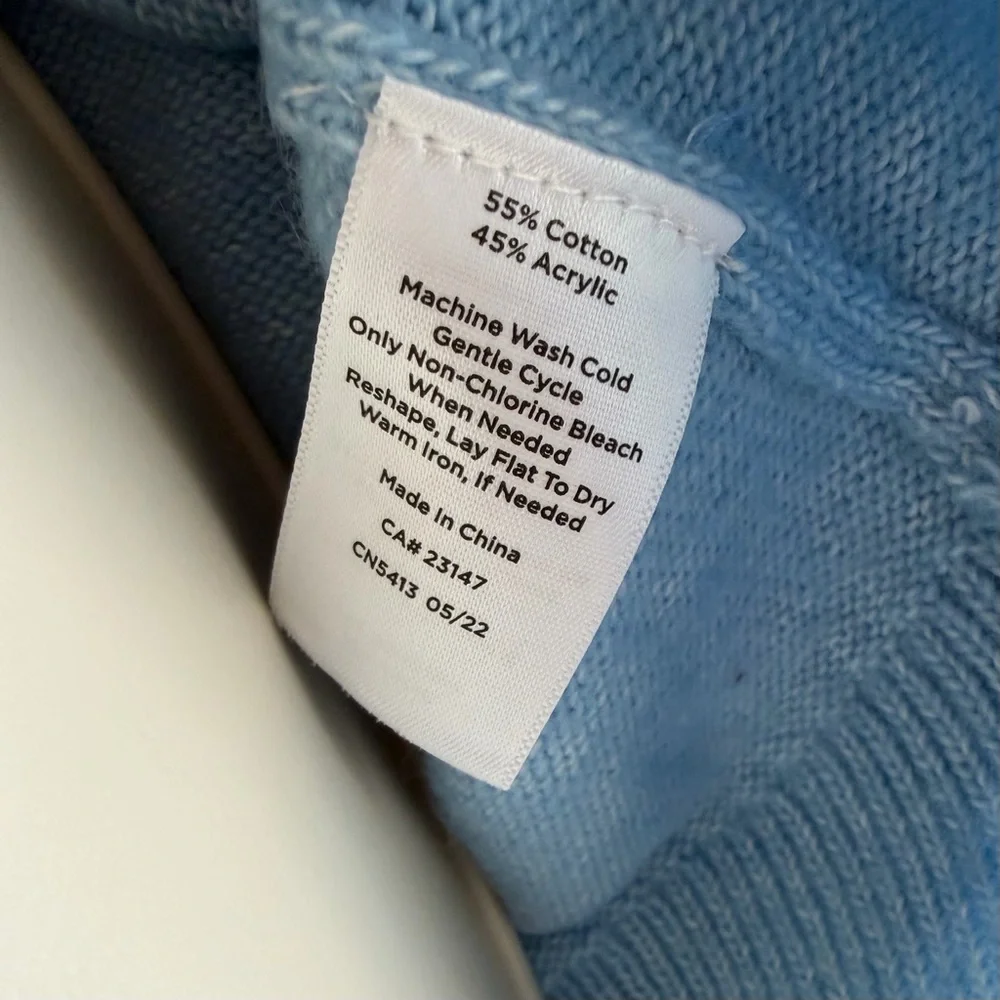 55% Cotton
45% Acrylic
Machine Wash Cold
Gentle Cycle
Only Non-Chlorine Bleach
When Needed
Reshape, Lay Flat To Dry
Warm Iron, If Needed
Made In China
CA# 23147
CN5413 05/22